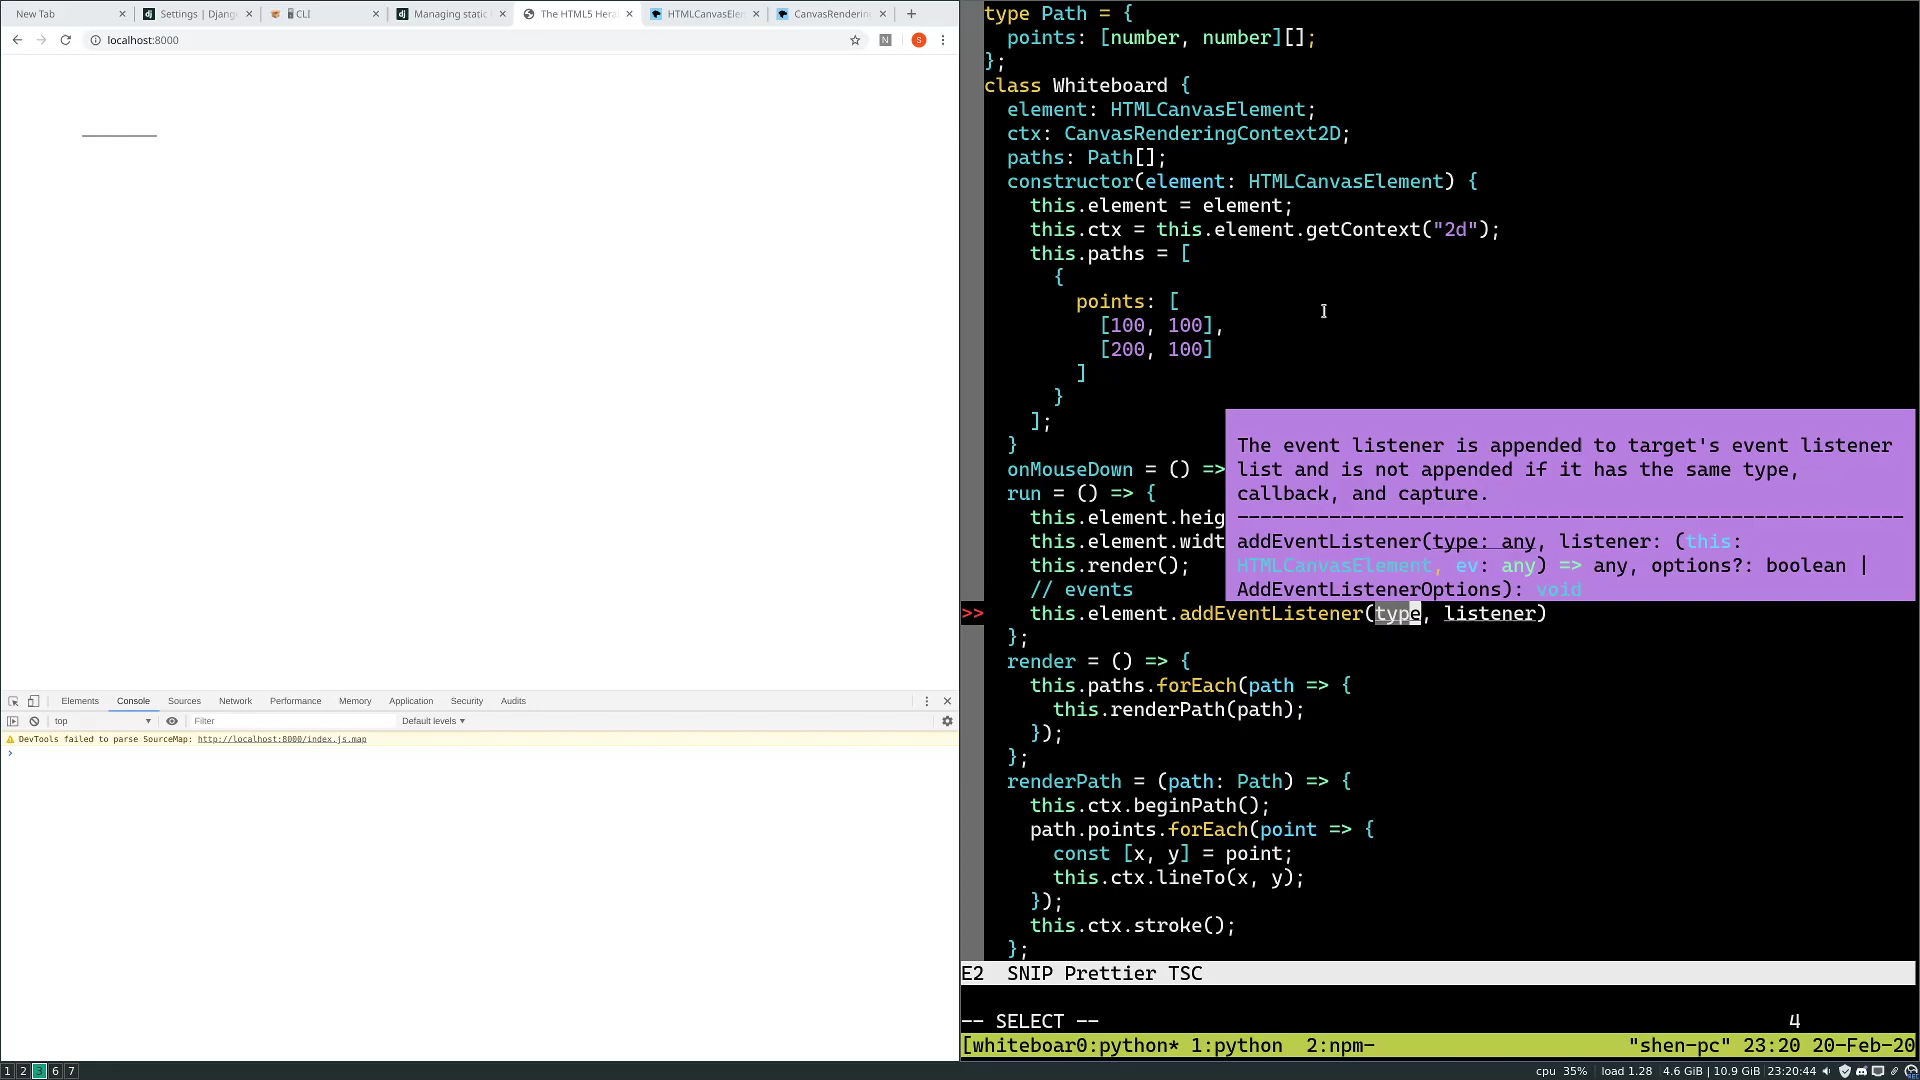 New Tab
Settings | Djang
CLI
Managing static
The HTML5 Hera
HTMLCanvasElem
CanvasRendering
localhost:8000
N
S
Elements Console Sources Network Performance Memory Application Security Audits
top Filter Default levels
DevTools failed to parse SourceMap: http://localhost:8000/index.js.map
type Path = {
points: [number, number][];
};
class Whiteboard {
element: HTMLCanvasElement;
ctx: CanvasRenderingContext2D;
paths: Path[];
constructor(element: HTMLCanvasElement) {
this.element = element;
this.ctx = this.element.getContext("2d");
this.paths = [
{
points: [
[100, 100],
[200, 100]
]
}
];
}
onMouseDown = () =>
run = () => {
this.element.heig
this.element.widt
this.render();
// events
The event listener is appended to target's event listener
list and is not appended if it has the same type,
callback, and capture.
addEventListener(type: any, listener: (this:
HTMLCanvasElement, ev: any) => any, options?: boolean |
AddEventListenerOptions): void
>> this.element.addEventListener(type, listener)
};
render = () => {
this.paths.forEach(path => {
this.renderPath(path);
});
};
renderPath = (path: Path) => {
this.ctx.beginPath();
path.points.forEach(point => {
const [x, y] = point;
this.ctx.lineTo(x, y);
});
this.ctx.stroke();
};
E2 SNIP Prettier TSC
-- SELECT -- 4
[whiteboar0:python* 1:python 2:npm- "shen-pc" 23:20 20-Feb-20
1 2 3 6 7
cpu 35% load 1.28 4.6 GiB | 10.9 GiB 23:20:44